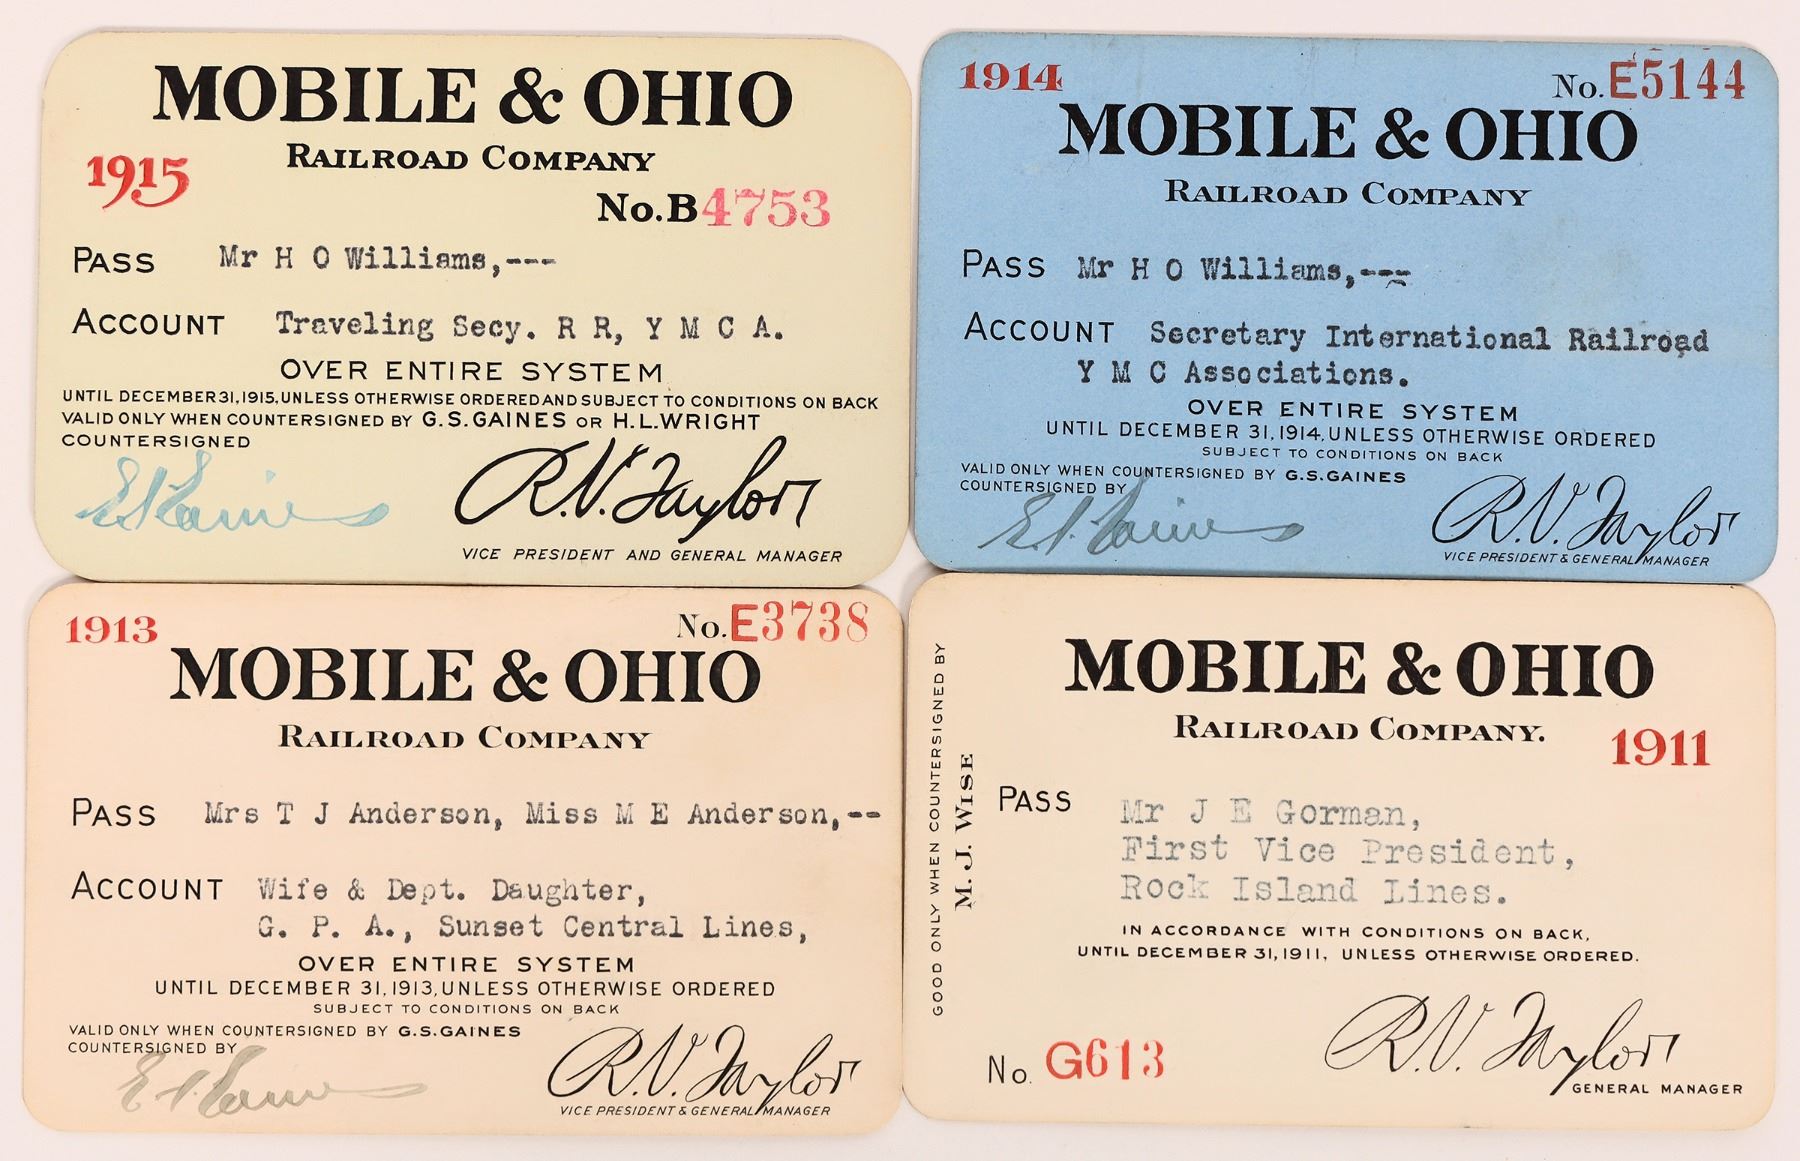 MOBILE & OHIO
RAILROAD COMPANY
1915
No. B4753
PASS Mr H O Williams,---
ACCOUNT Traveling Secy. R R, Y M C A.
OVER ENTIRE SYSTEM
UNTIL DECEMBER 31, 1915, UNLESS OTHERWISE ORDERED AND SUBJECT TO CONDITIONS ON BACK
VALID ONLY WHEN COUNTERSIGNED BY G.S. GAINES OR H.L. WRIGHT
COUNTERSIGNED
G S Gaines
R.V. Taylor
VICE PRESIDENT AND GENERAL MANAGER
1914
No. E5144
MOBILE & OHIO
RAILROAD COMPANY
PASS Mr H O Williams,---
ACCOUNT Secretary International Railroad
Y M C Associations.
OVER ENTIRE SYSTEM
UNTIL DECEMBER 31, 1914, UNLESS OTHERWISE ORDERED
SUBJECT TO CONDITIONS ON BACK
VALID ONLY WHEN COUNTERSIGNED BY G.S. GAINES
COUNTERSIGNED BY
G.S. Gaines
R.V. Taylor
VICE PRESIDENT & GENERAL MANAGER
1913
No. E3738
MOBILE & OHIO
RAILROAD COMPANY
PASS Mrs T J Anderson, Miss M E Anderson,--
ACCOUNT Wife & Dept. Daughter,
G. P. A., Sunset Central Lines,
OVER ENTIRE SYSTEM
UNTIL DECEMBER 31, 1913, UNLESS OTHERWISE ORDERED
SUBJECT TO CONDITIONS ON BACK
VALID ONLY WHEN COUNTERSIGNED BY G.S. GAINES
COUNTERSIGNED BY
G.S. Gaines
R.V. Taylor
VICE PRESIDENT & GENERAL MANAGER
GOOD ONLY WHEN COUNTERSIGNED BY
M. J. WISE
MOBILE & OHIO
RAILROAD COMPANY.
1911
PASS Mr J E Gorman,
First Vice President,
Rock Island Lines.
IN ACCORDANCE WITH CONDITIONS ON BACK,
UNTIL DECEMBER 31, 1911, UNLESS OTHERWISE ORDERED.
R.V. Taylor
GENERAL MANAGER
No. G613